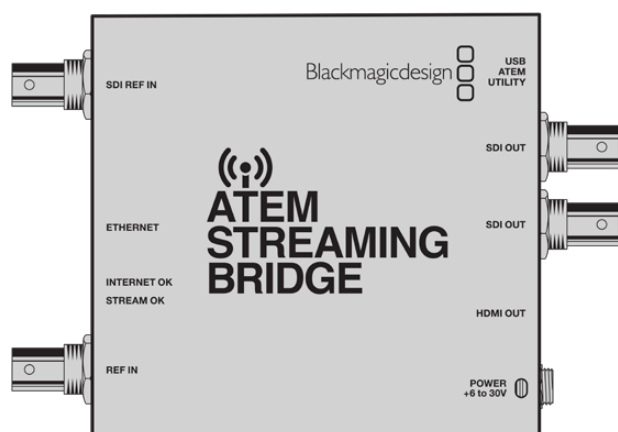 SDI REF IN
ETHERNET
INTERNET OK
STREAM OK
REF IN
Blackmagicdesign
ATEM
STREAMING
BRIDGE
USB
ATEM
UTILITY
SDI OUT
SDI OUT
HDMI OUT
POWER
+6 to 30V